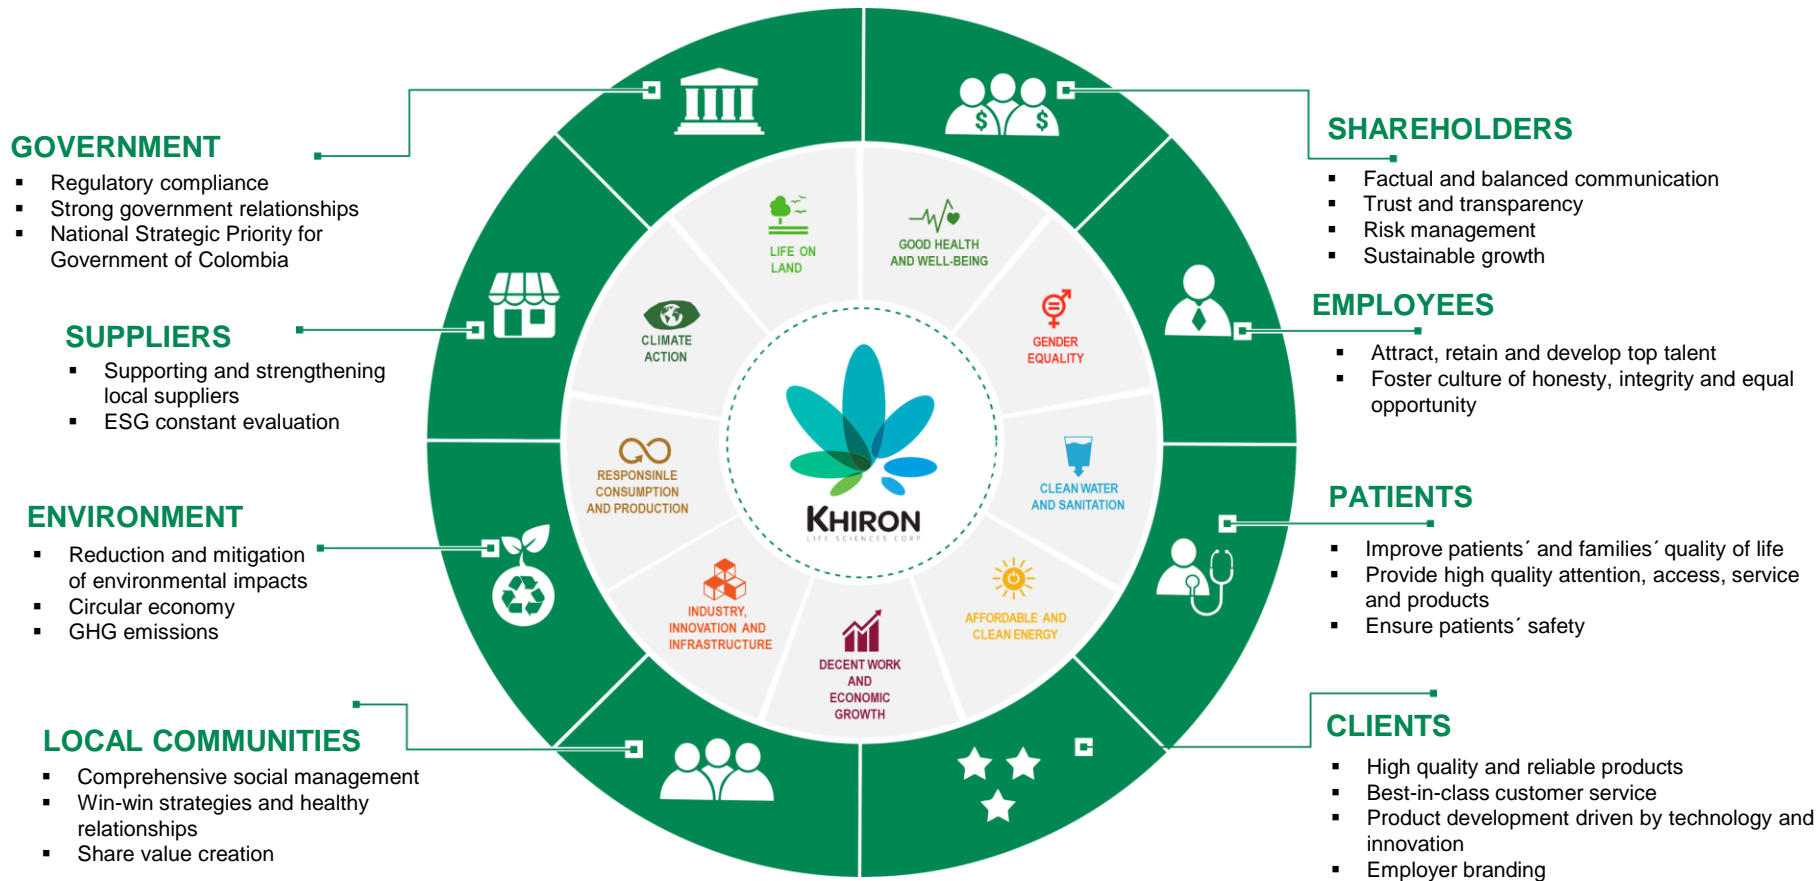 GOVERNMENT
▪ Regulatory compliance
▪ Strong government relationships
▪ National Strategic Priority for
Government of Colombia
SUPPLIERS
▪ Supporting and strengthening
local suppliers
▪ ESG constant evaluation
ENVIRONMENT
▪ Reduction and mitigation
of environmental impacts
▪ Circular economy
▪ GHG emissions
LOCAL COMMUNITIES
▪ Comprehensive social management
▪ Win-win strategies and healthy
relationships
▪ Share value creation
$ $
LIFE ON
LAND
GOOD HEALTH
AND WELL-BEING
CLIMATE
ACTION
GENDER
EQUALITY
RESPONSINLE
CONSUMPTION
AND PRODUCTION
CLEAN WATER
AND SANITATION
KHIRON
LIFE SCIENCES CORP
INDUSTRY,
INNOVATION AND
INFRASTRUCTURE
AFFORDABLE AND
CLEAN ENERGY
DECENT WORK
AND
ECONOMIC
GROWTH
SHAREHOLDERS
▪ Factual and balanced communication
▪ Trust and transparency
▪ Risk management
▪ Sustainable growth
EMPLOYEES
▪ Attract, retain and develop top talent
▪ Foster culture of honesty, integrity and equal
opportunity
PATIENTS
▪ Improve patients´ and families´ quality of life
▪ Provide high quality attention, access, service
and products
▪ Ensure patients´ safety
CLIENTS
▪ High quality and reliable products
▪ Best-in-class customer service
▪ Product development driven by technology and
innovation
▪ Employer branding